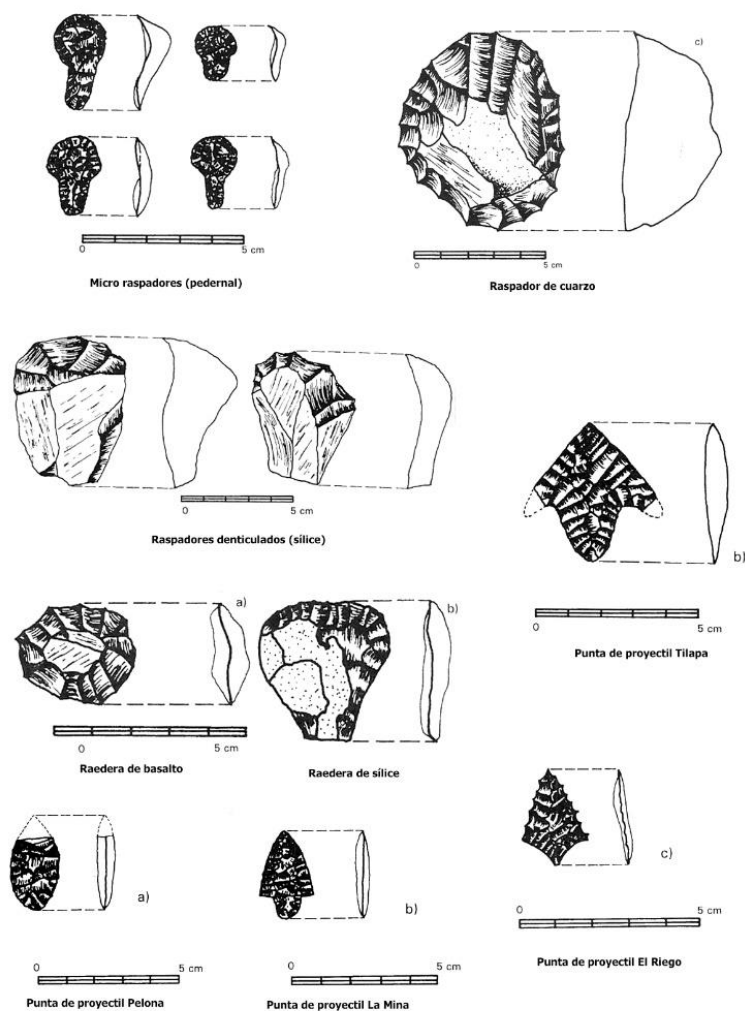 c)
0 5 cm
Micro raspadores (pedernal)
0 5 cm
Raspador de cuarzo
0 5 cm
Raspadores denticulados (sílice)
b)
0 5 cm
Punta de proyectil Tilapa
a)
0 5 cm
Raedera de basalto
b)
Raedera de sílice
a)
0 5 cm
Punta de proyectil Pelona
b)
0 5 cm
Punta de proyectil La Mina
c)
0 5 cm
Punta de proyectil El Riego